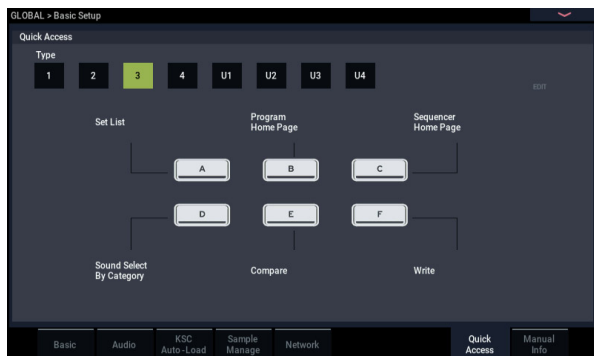 GLOBAL > Basic Setup
Quick Access
Type
1 2 3 4 U1 U2 U3 U4
EDIT
Set List
Program
Home Page
Sequencer
Home Page
A B C
D E F
Sound Select
By Category
Compare
Write
Basic
Audio
KSC
Auto-Load
Sample
Manage
Network
Quick
Access
Manual
Info